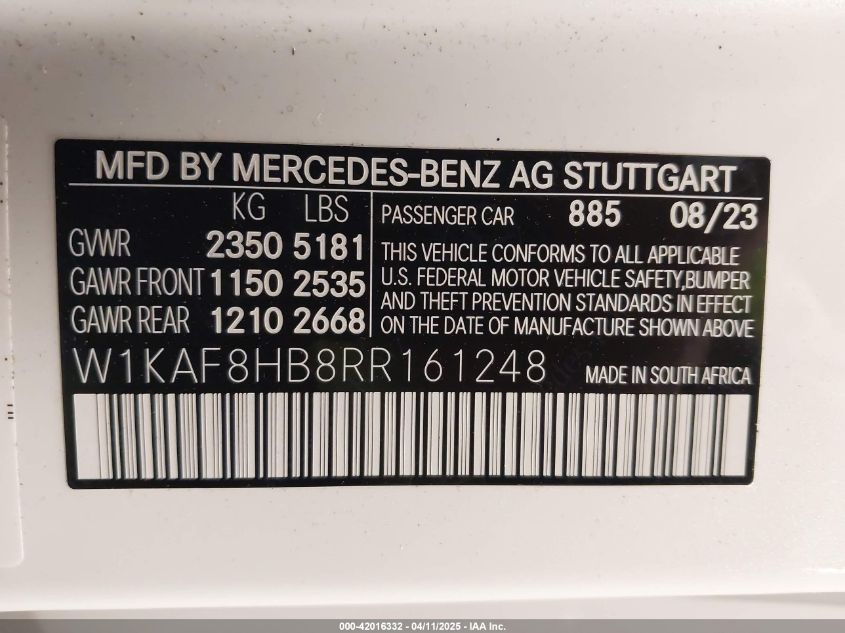 MFD BY MERCEDES-BENZ AG STUTTGART
KG LBS
GVWR 2350 5181
GAWR FRONT 1150 2535
GAWR REAR 1210 2668
PASSENGER CAR 885 08/23
THIS VEHICLE CONFORMS TO ALL APPLICABLE
U.S. FEDERAL MOTOR VEHICLE SAFETY,BUMPER
AND THEFT PREVENTION STANDARDS IN EFFECT
ON THE DATE OF MANUFACTURE SHOWN ABOVE
W1KAF8HB8RR161248 MADE IN SOUTH AFRICA
000-42016332 - 04/11/2025 - IAA Inc.